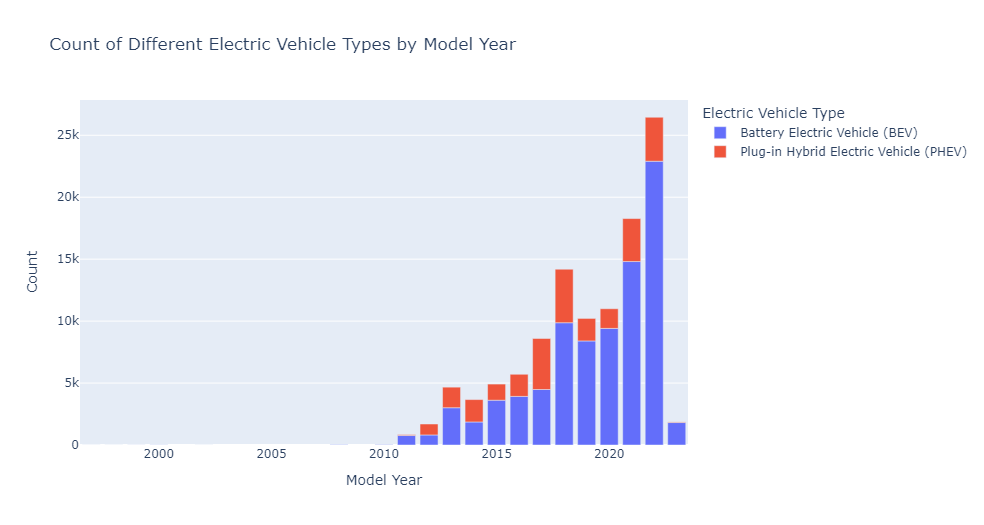 Count of Different Electric Vehicle Types by Model Year
Electric Vehicle Type
Battery Electric Vehicle (BEV)
Plug-in Hybrid Electric Vehicle (PHEV)
25k
20k
15k
10k
5k
0
Count
2000 2005 2010 2015 2020
Model Year